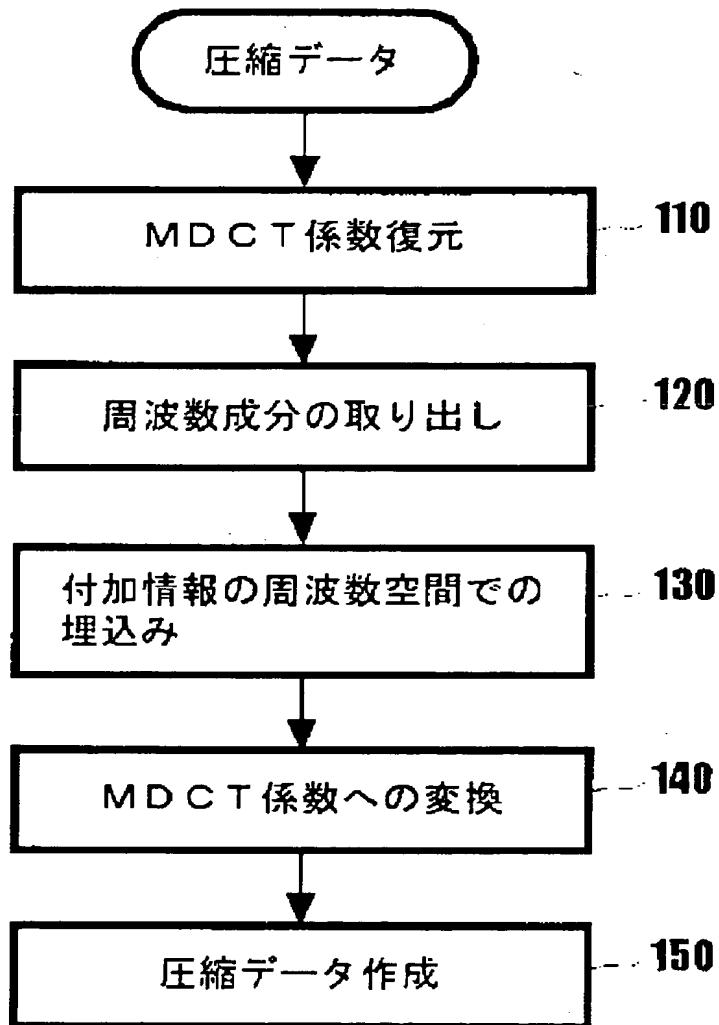 圧縮データ
MDCT係数復元
110
周波数成分の取り出し
120
付加情報の周波数空間での
埋込み
130
MDCT係数への変換
140
圧縮データ作成
150